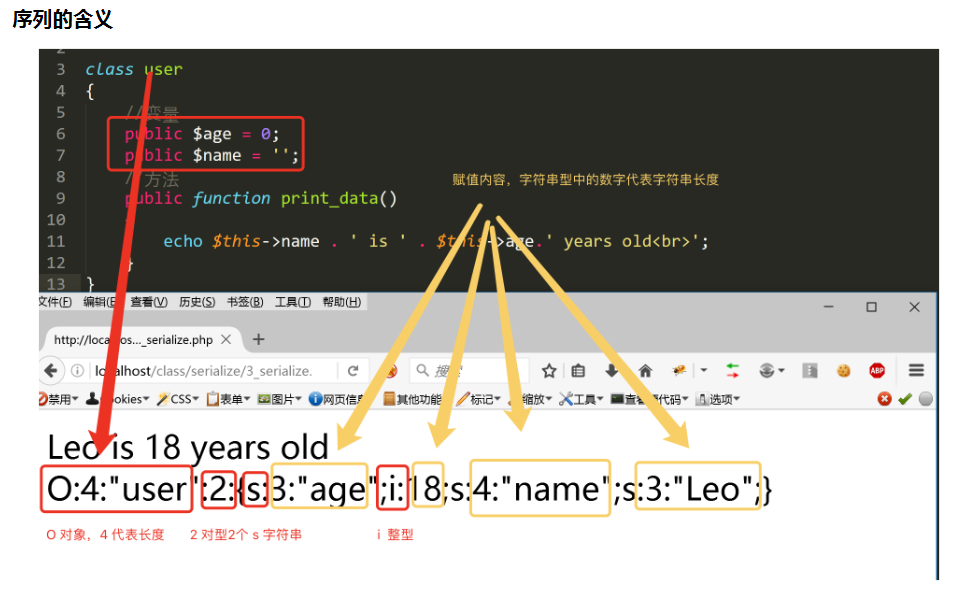 序列的含义
2
3 class user
4 {
5 //变量
6 public $age = 0;
7 public $name = '';
8 //方法
赋值内容，字符串型中的数字代表字符串长度
9 public function print_data()
10
11 echo $this->name . ' is ' . $this->age.' years old<br>';
12 }
13 }
文件(F) 编辑(E) 查看(V) 历史(S) 书签(B) 工具(T) 帮助(H)
http://localhos..._serialize.php
localhost/class/serialize/3_serialize. 搜索 ABP
禁用 Cookies CSS 表单 图片 网页信息 其他功能 标记 缩放 工具 查看源代码 选项
Leo is 18 years old
O:4:"user":2:{s:3:"age";i:18;s:4:"name";s:3:"Leo";}
O 对象，4 代表长度 2 对型2个 s 字符串 i 整型